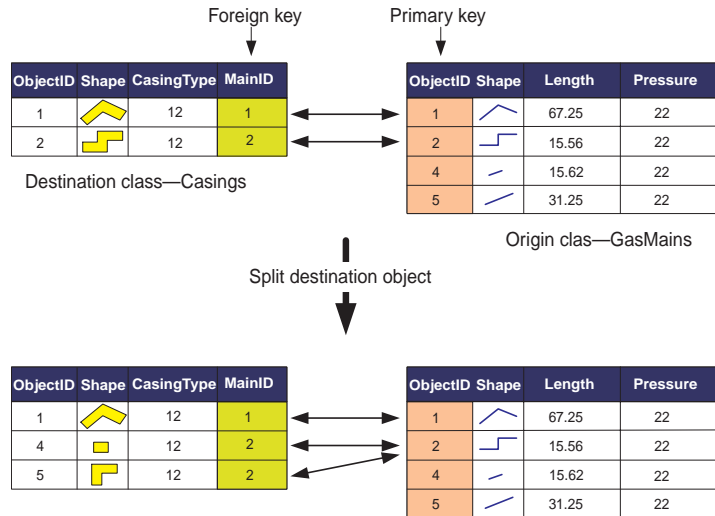 Foreign key Primary key
ObjectID Shape CasingType MainID
1 12 1
2 12 2
Destination class—Casings
ObjectID Shape Length Pressure
1 67.25 22
2 15.56 22
4 15.62 22
5 31.25 22
Origin clas—GasMains
Split destination object
ObjectID Shape CasingType MainID
1 12 1
4 12 2
5 12 2
ObjectID Shape Length Pressure
1 67.25 22
2 15.56 22
4 15.62 22
5 31.25 22